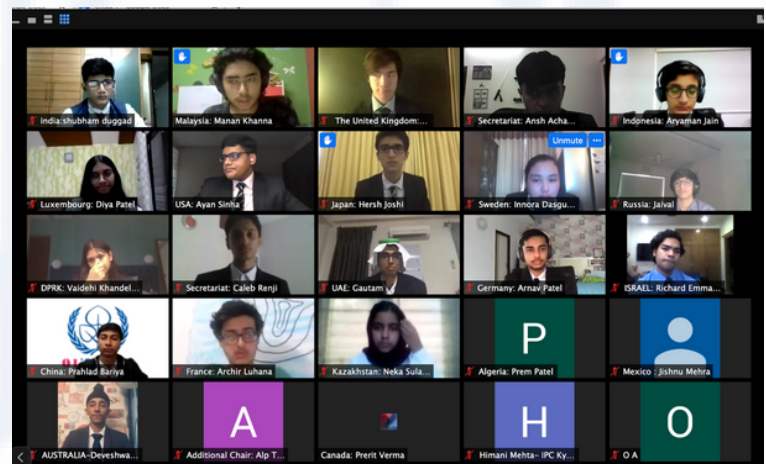 india:shubham duggad
Malaysia: Manan Khanna
The United Kingdom:...
Secretariat: Ansh Acha...
Indonesia: Aryaman Jain
Luxembourg: Diya Patel
USA: Ayan Sinha
Japan: Hersh Joshi
Unmute ...
Sweden: Innora Dasgu...
Russia: Jaival
DPRK: Vaidehi Khandel...
Secretariat: Caleb Renji
UAE: Gautam
Germany: Arnav Patel
ISRAEL: Richard Emma...
China: Prahlad Bariya
France: Archir Luhana
Kazakhstan: Neka Sula...
P
Algeria: Prem Patel
Mexico : Jishnu Mehra
AUSTRALIA-Deveshwa...
A
Additional Chair: Alp T...
Canada: Prerit Verma
H
Himani Mehta- IPC Ky...
O
O A